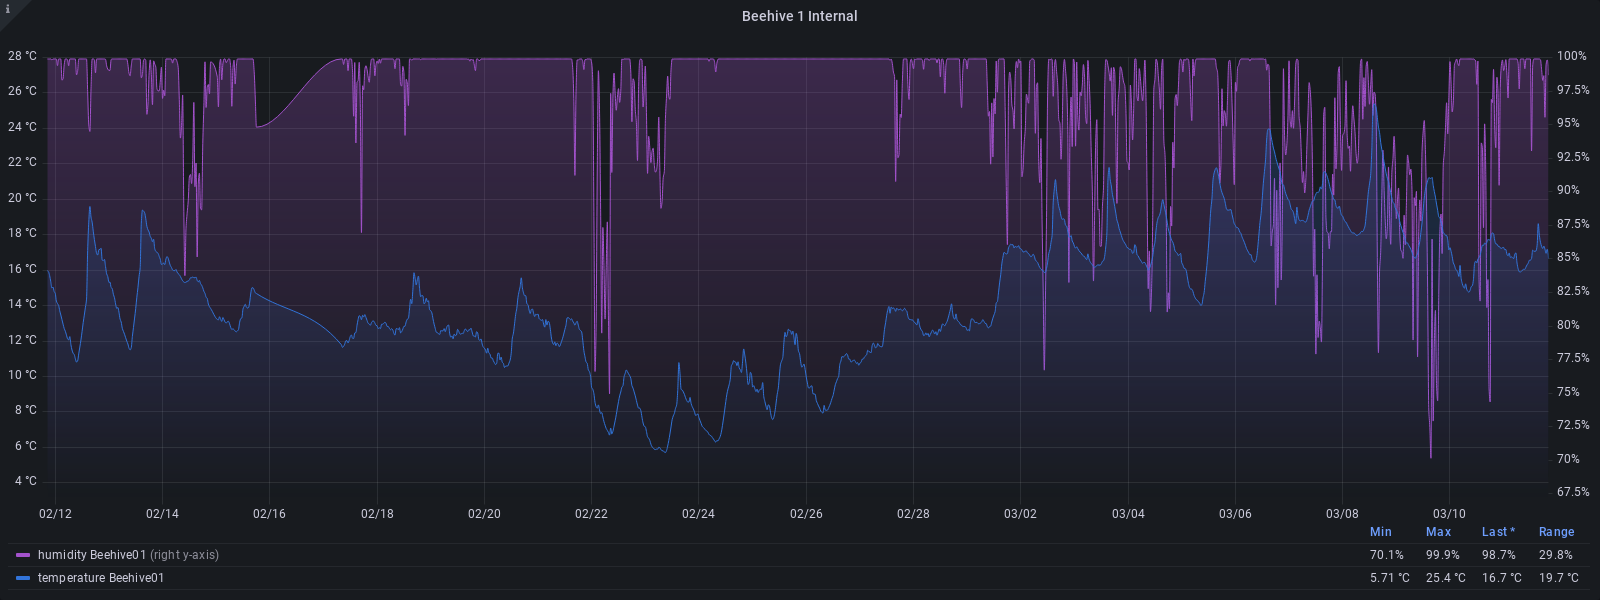 i
Beehive 1 Internal
28 °C 100%
26 °C 97.5%
24 °C 95%
22 °C 92.5%
20 °C 90%
18 °C 87.5%
16 °C 85%
14 °C 82.5%
12 °C 80%
10 °C 77.5%
8 °C 75%
6 °C 72.5%
4 °C 70%
67.5%
02/12 02/14 02/16 02/18 02/20 02/22 02/24 02/26 02/28 03/02 03/04 03/06 03/08 03/10
Min Max Last * Range
humidity Beehive01 (right y-axis) 70.1% 99.9% 98.7% 29.8%
temperature Beehive01 5.71 °C 25.4 °C 16.7 °C 19.7 °C